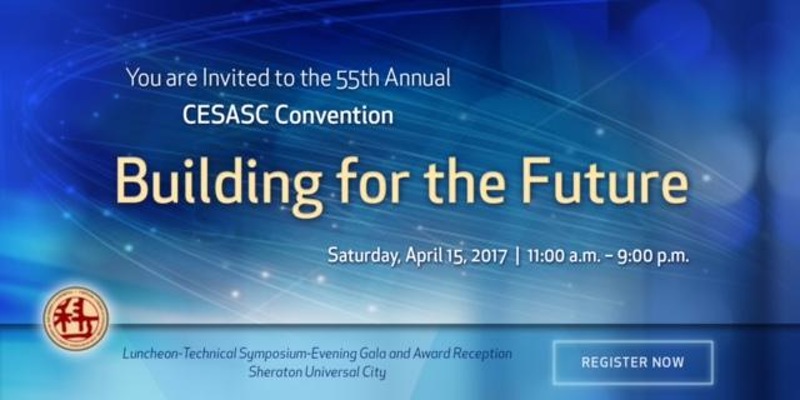 You are Invited to the 55th Annual
CESASC Convention
Building for the Future
Saturday, April 15, 2017 | 11:00 a.m. – 9:00 p.m.
Luncheon-Technical Symposium-Evening Gala and Award Reception
Sheraton Universal City
REGISTER NOW